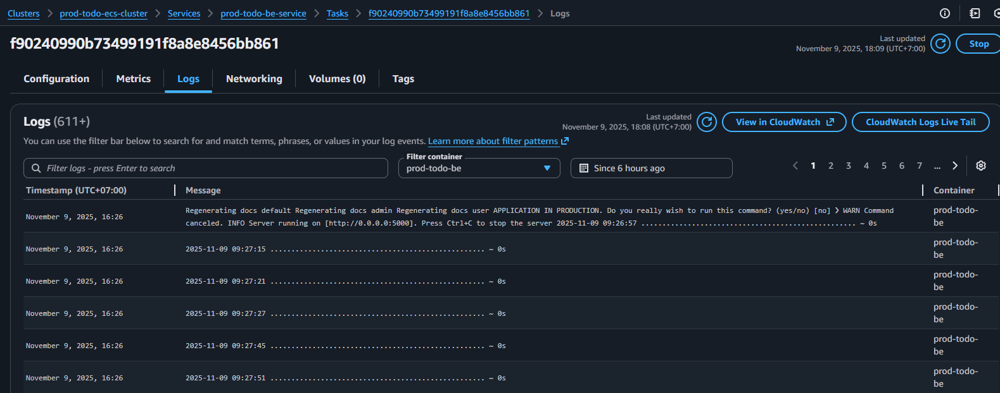 Clusters > prod-todo-ecs-cluster > Services > prod-todo-be-service > Tasks > f90240990b73499191f8a8e8456bb861 > Logs
f90240990b73499191f8a8e8456bb861
Last updated
November 9, 2025, 18:09 (UTC+7:00)
Stop
Configuration Metrics Logs Networking Volumes (0) Tags
Logs (611+)
Last updated
November 9, 2025, 18:08 (UTC+7:00)
View in CloudWatch
CloudWatch Logs Live Tail
You can use the filter bar below to search for and match terms, phrases, or values in your log events. Learn more about filter patterns
Filter logs - press Enter to search
Filter container
prod-todo-be
Since 6 hours ago
1 2 3 4 5 6 7 ...
Timestamp (UTC+07:00) Message Container
November 9, 2025, 16:26
Regenerating docs default Regenerating docs admin Regenerating docs user APPLICATION IN PRODUCTION. Do you really wish to run this command? (yes/no) [no] ❯ WARN Command
canceled. INFO Server running on [http://0.0.0.0:5000]. Press Ctrl+C to stop the server 2025-11-09 09:26:57 ................................................... ~ 0s
prod-todo-
be
November 9, 2025, 16:26 2025-11-09 09:27:15 ................................................... ~ 0s
prod-todo-
be
November 9, 2025, 16:26 2025-11-09 09:27:21 ................................................... ~ 0s
prod-todo-
be
November 9, 2025, 16:26 2025-11-09 09:27:27 ................................................... ~ 0s
prod-todo-
be
November 9, 2025, 16:26 2025-11-09 09:27:45 ................................................... ~ 0s
prod-todo-
be
November 9, 2025, 16:26 2025-11-09 09:27:51 ................................................... ~ 0s
prod-todo-
be